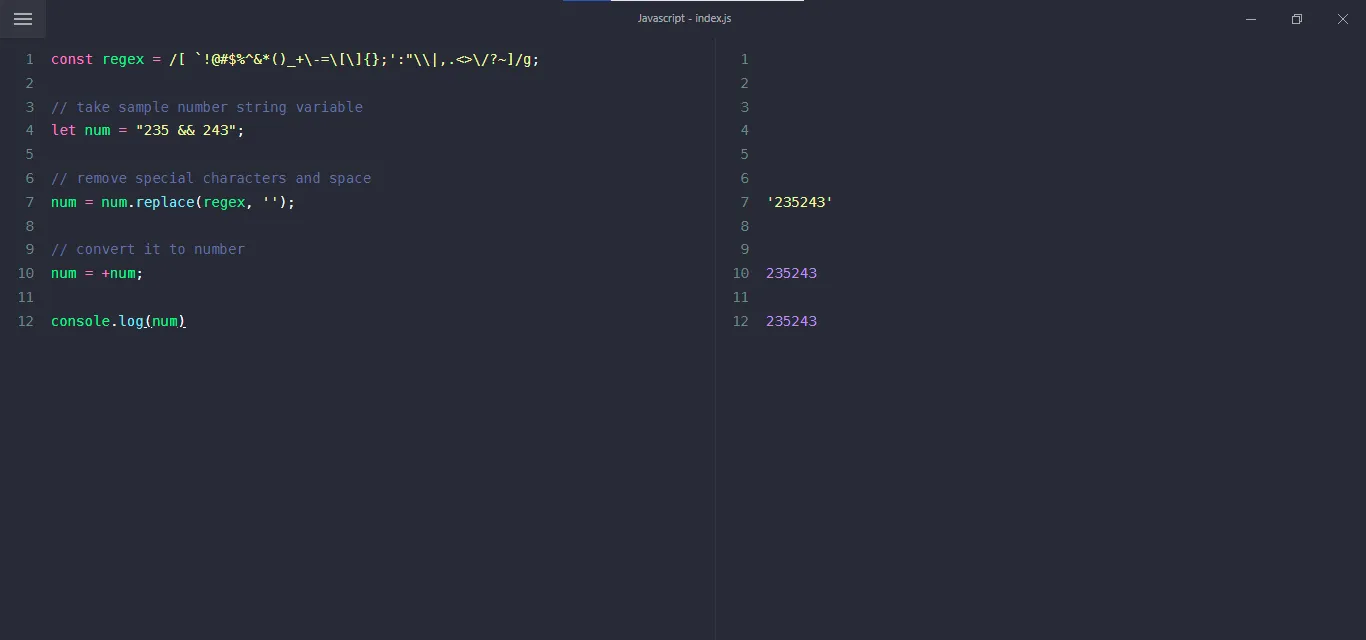 Javascript - index.js
1 const regex = /[ `!@#$%^&*()_+\-=\[\]{};':"\\|,.<>\/?~]/g;
2
3 // take sample number string variable
4 let num = "235 && 243";
5
6 // remove special characters and space
7 num = num.replace(regex, '');
8
9 // convert it to number
10 num = +num;
11
12 console.log(num)
1
2
3
4
5
6
7 '235243'
8
9
10 235243
11
12 235243